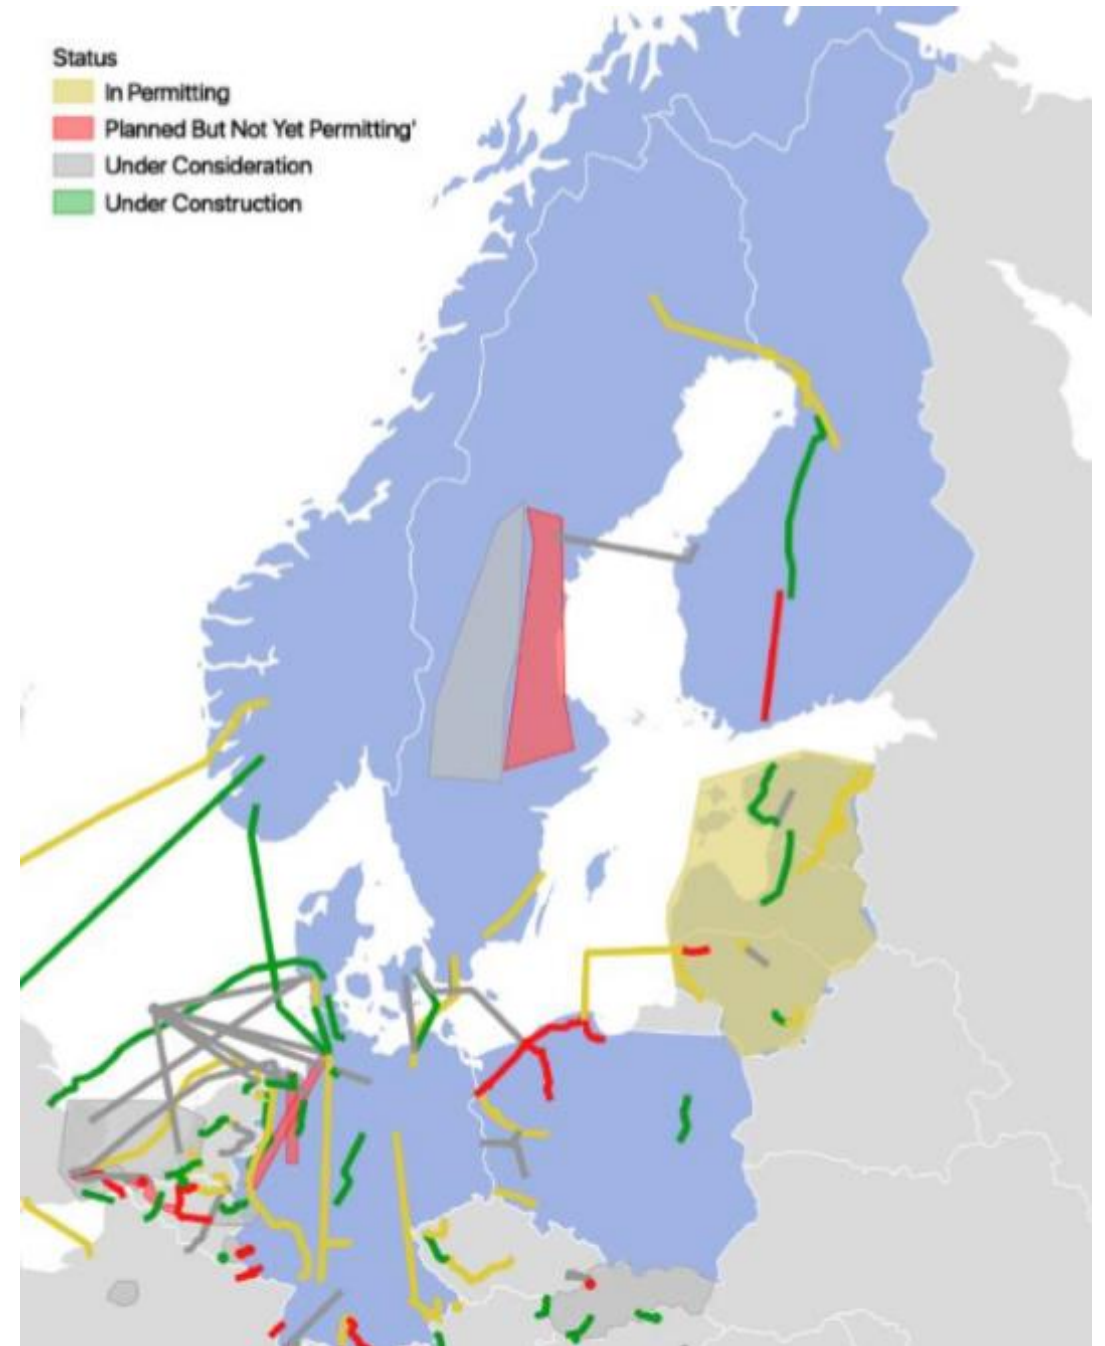 Status
In Permitting
Planned But Not Yet Permitting'
Under Consideration
Under Construction